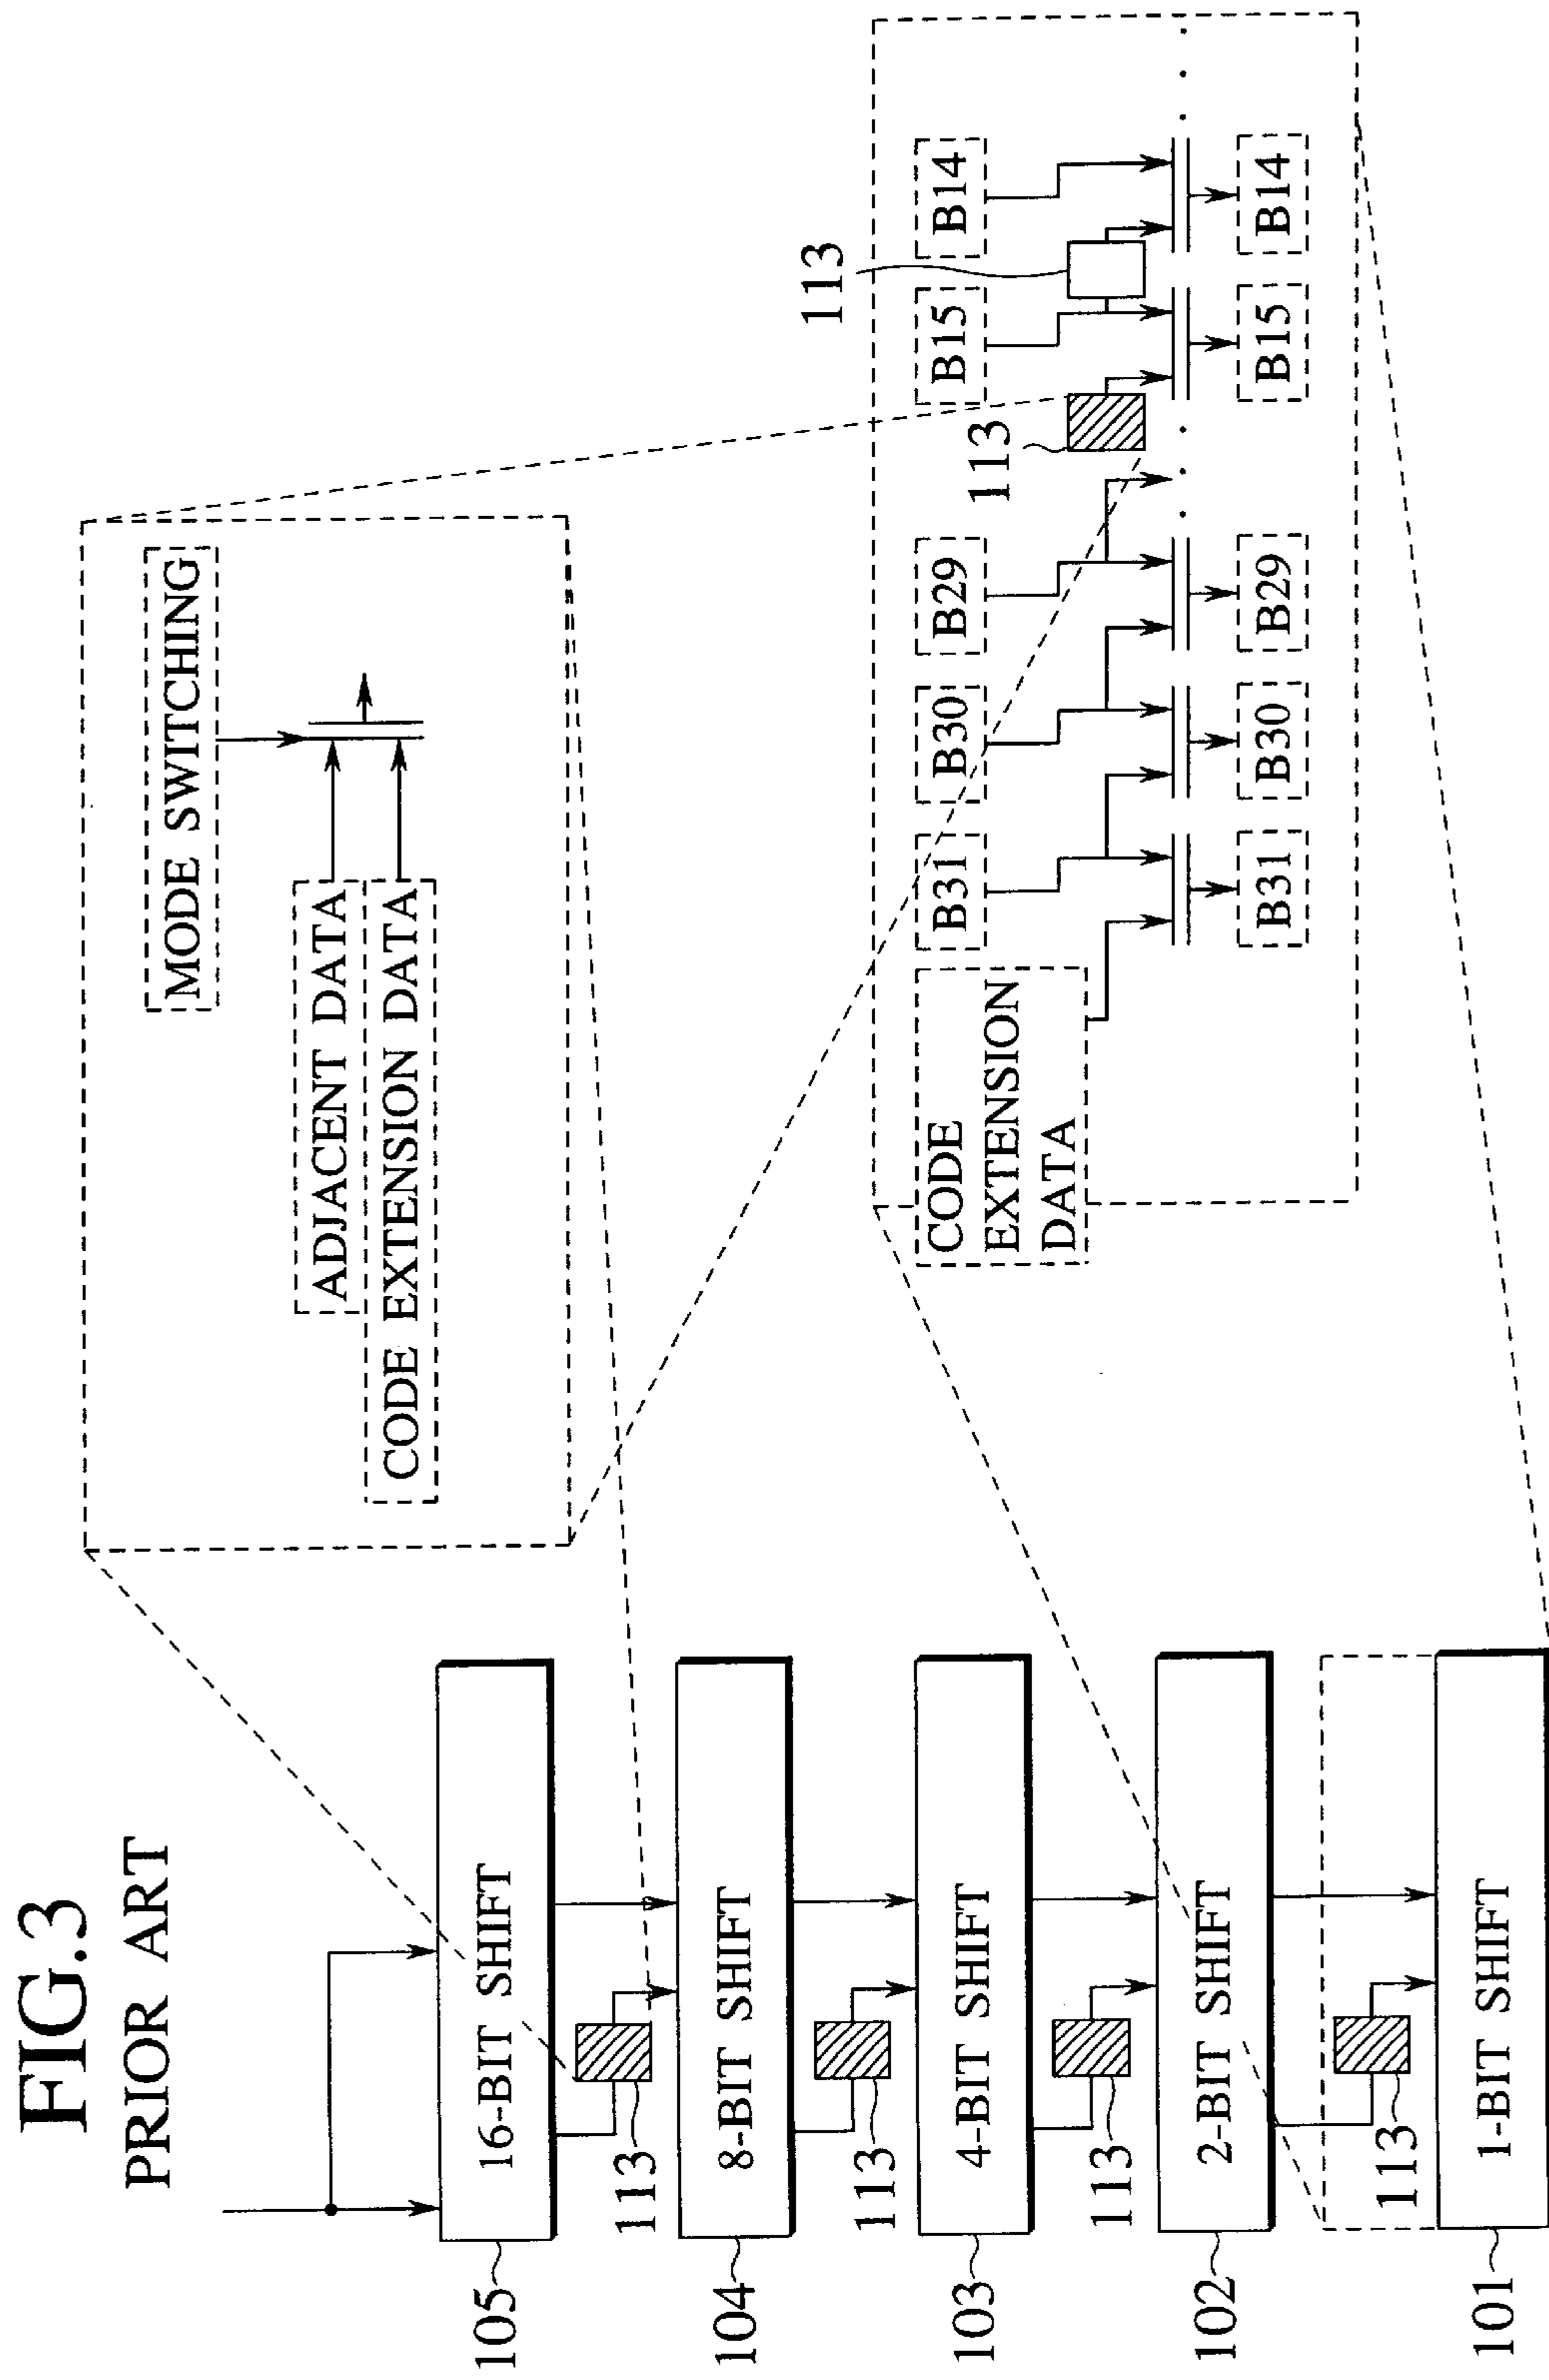 FIG.3
PRIOR ART
105
16-BIT SHIFT
113
104
8-BIT SHIFT
113
103
4-BIT SHIFT
113
102
2-BIT SHIFT
113
101
1-BIT SHIFT
MODE SWITCHING
ADJACENT DATA
CODE EXTENSION DATA
113
113
CODE
EXTENSION
DATA
B31
B30
B29
B15
B14
B31
B30
B29
B15
B14